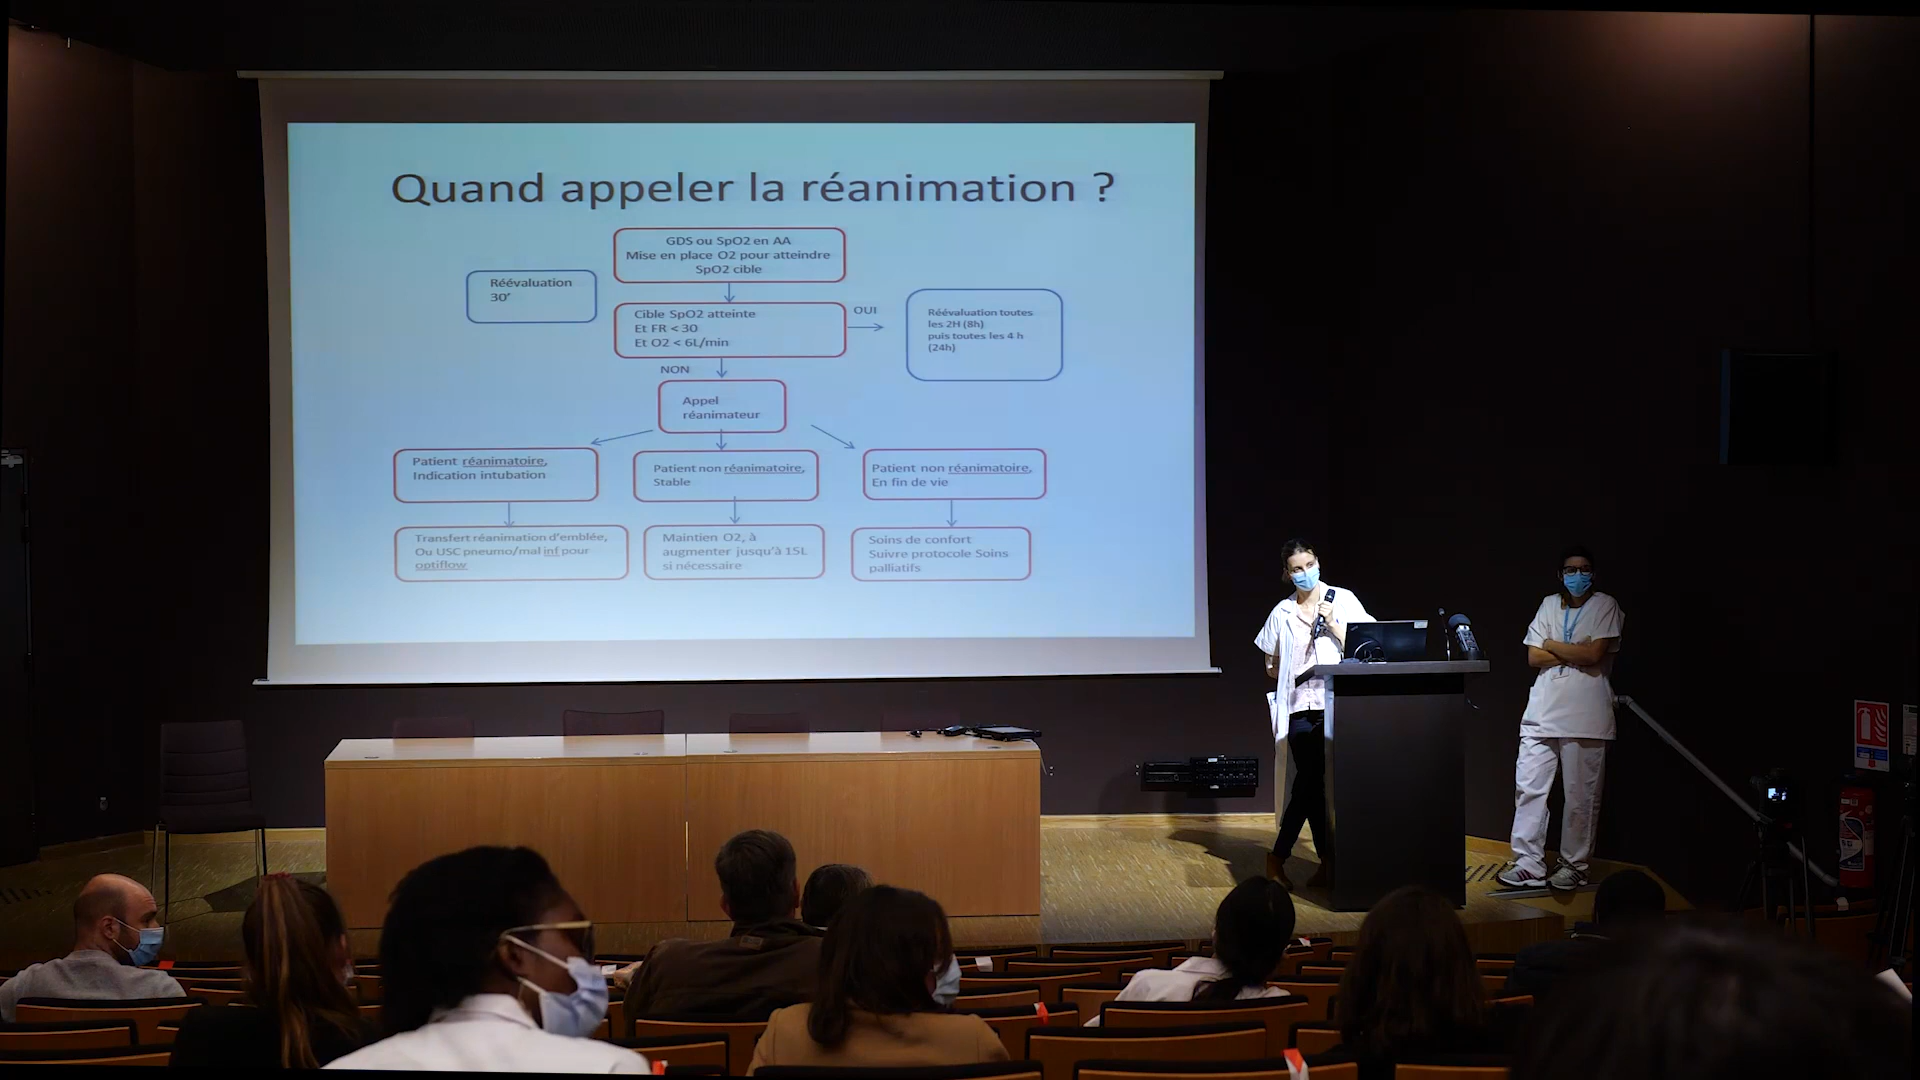 Quand appeler la réanimation ?
GDS ou SpO2 en AA
Mise en place O2 pour atteindre
SpO2 cible
Réévaluation
30'
Cible SpO2 atteinte
Et FR < 30
Et O2 < 6L/min
OUI
Réévaluation toutes
les 2H (8h)
puis toutes les 4 h
(24h)
NON
Appel
réanimateur
Patient réanimatoire,
Indication intubation
Patient non réanimatoire,
Stable
Patient non réanimatoire,
En fin de vie
Transfert réanimation d'emblée,
Ou USC pneumo/mal inf pour
optiflow
Maintien O2, à
augmenter jusqu'à 15L
si nécessaire
Soins de confort
Suivre protocole Soins
palliatifs